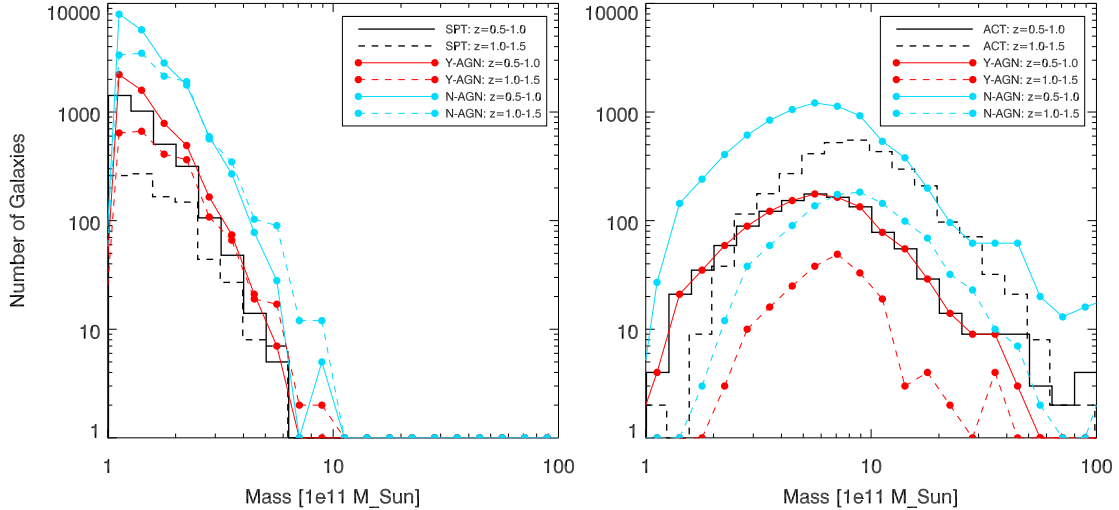 10000
1000
100
10
1
Number of Galaxies
SPT: z=0.5-1.0
SPT: z=1.0-1.5
Y-AGN: z=0.5-1.0
Y-AGN: z=1.0-1.5
N-AGN: z=0.5-1.0
N-AGN: z=1.0-1.5
1 10 100
Mass [1e11 M_Sun]
10000
1000
100
10
1
ACT: z=0.5-1.0
ACT: z=1.0-1.5
Y-AGN: z=0.5-1.0
Y-AGN: z=1.0-1.5
N-AGN: z=0.5-1.0
N-AGN: z=1.0-1.5
1 10 100
Mass [1e11 M_Sun]